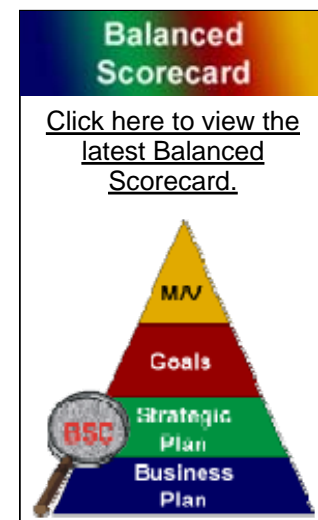 Balanced
Scorecard
Click here to view the
latest Balanced
Scorecard.
M/V
Goals
Strategic
Plan
BSC
Business
Plan